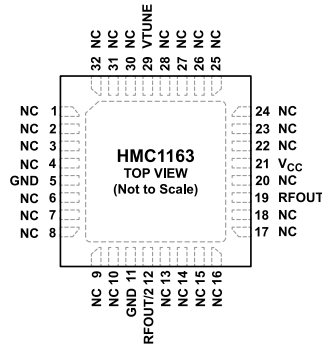 32 NC
31 NC
30 NC
29 VTUNE
28 NC
27 NC
26 NC
25 NC
NC 1
NC 2
NC 3
NC 4
GND 5
NC 6
NC 7
NC 8
HMC1163
TOP VIEW
(Not to Scale)
24 NC
23 NC
22 NC
21 VCC
20 NC
19 RFOUT
18 NC
17 NC
NC 9
NC 10
GND 11
RFOUT/2 12
NC 13
NC 14
NC 15
NC 16